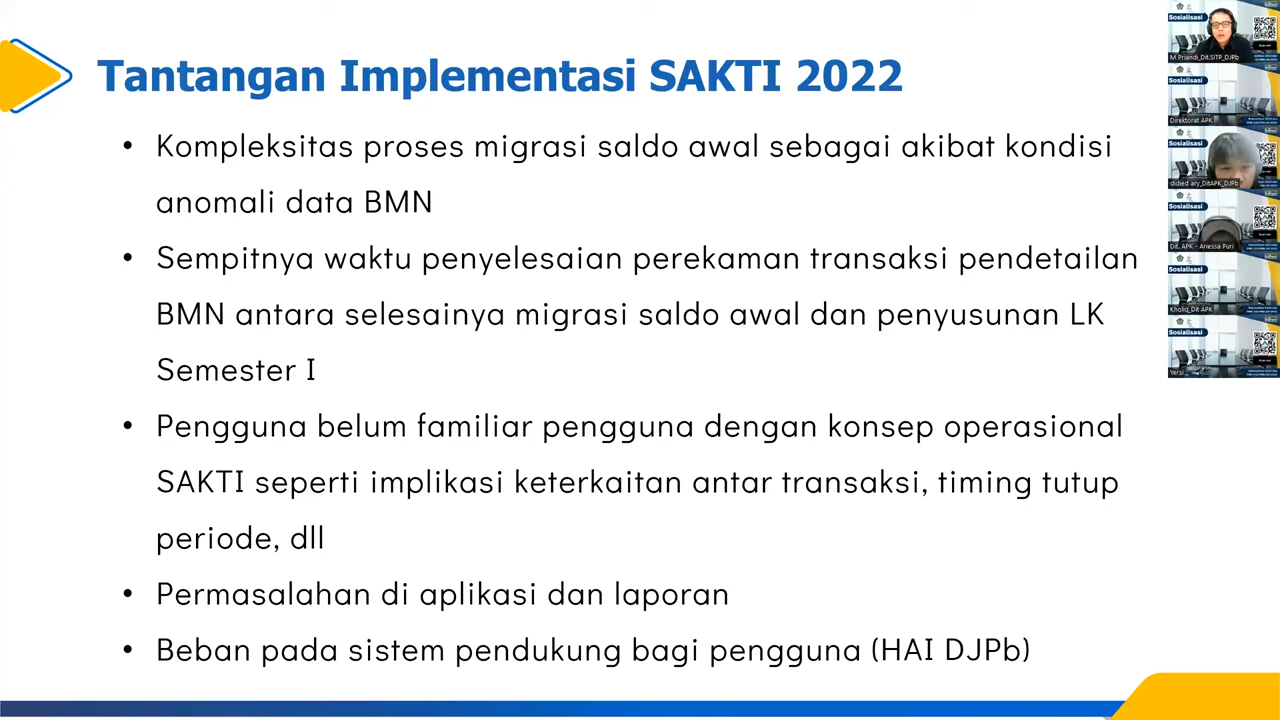 Tantangan Implementasi SAKTI 2022
• Kompleksitas proses migrasi saldo awal sebagai akibat kondisi
anomali data BMN
• Sempitnya waktu penyelesaian perekaman transaksi pendetailan
BMN antara selesainya migrasi saldo awal dan penyusunan LK
Semester I
• Pengguna belum familiar pengguna dengan konsep operasional
SAKTI seperti implikasi keterkaitan antar transaksi, timing tutup
periode, dll
• Permasalahan di aplikasi dan laporan
• Beban pada sistem pendukung bagi pengguna (HAI DJPb)
Sosialisasi
M Priandi_Dit.SITP_DJPb
Sosialisasi
Direktorat APK
Sosialisasi
didied ary_DitAPK_DJPb
Sosialisasi
Dit. APK - Anessa Puri
Sosialisasi
Kholiq_Dit APK
Sosialisasi
Yersi